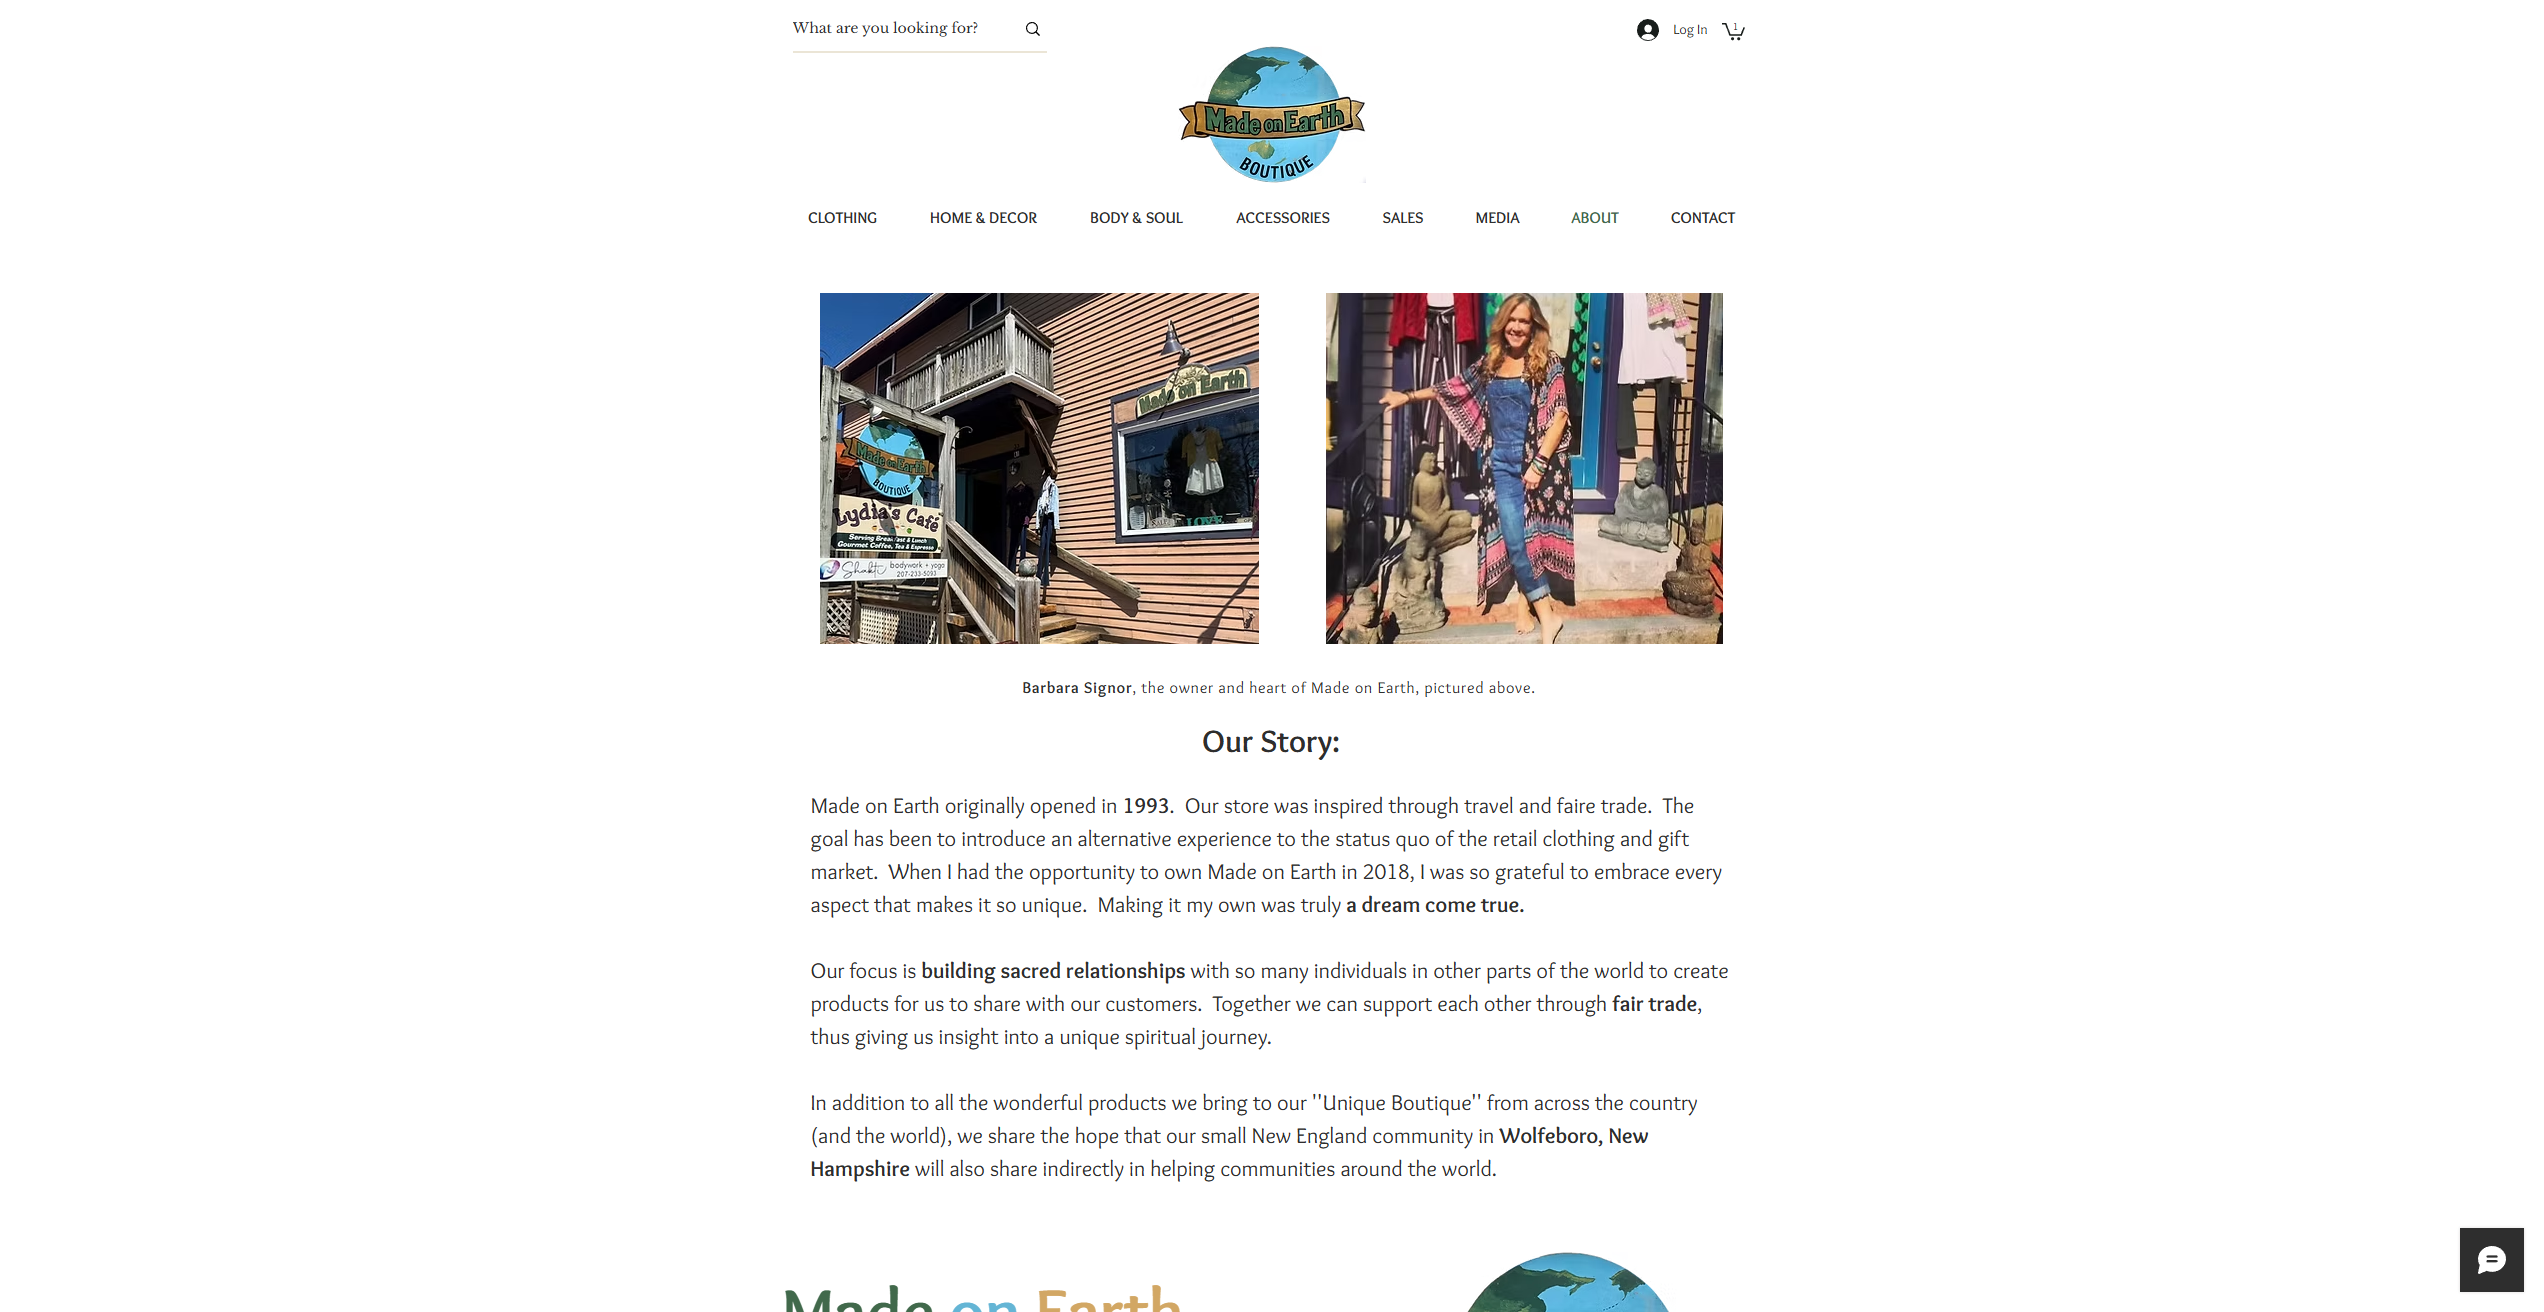 What are you looking for?
Log In
1
Made on Earth
BOUTIQUE
CLOTHING
HOME & DECOR
BODY & SOUL
ACCESSORIES
SALES
MEDIA
ABOUT
CONTACT
Made on Earth
Made on Earth
BOUTIQUE
Lydia's Café
Serving Breakfast & Lunch
Gourmet Coffee, Tea & Espresso
Shakti bodywork + yoga
207-233-5093
SALE
LOVE
Barbara Signor, the owner and heart of Made on Earth, pictured above.
Our Story:
Made on Earth originally opened in 1993.  Our store was inspired through travel and faire trade.  The
goal has been to introduce an alternative experience to the status quo of the retail clothing and gift
market.  When I had the opportunity to own Made on Earth in 2018, I was so grateful to embrace every
aspect that makes it so unique.  Making it my own was truly a dream come true.
Our focus is building sacred relationships with so many individuals in other parts of the world to create
products for us to share with our customers.  Together we can support each other through fair trade,
thus giving us insight into a unique spiritual journey.
In addition to all the wonderful products we bring to our ''Unique Boutique'' from across the country
(and the world), we share the hope that our small New England community in Wolfeboro, New
Hampshire will also share indirectly in helping communities around the world.
Made on Earth